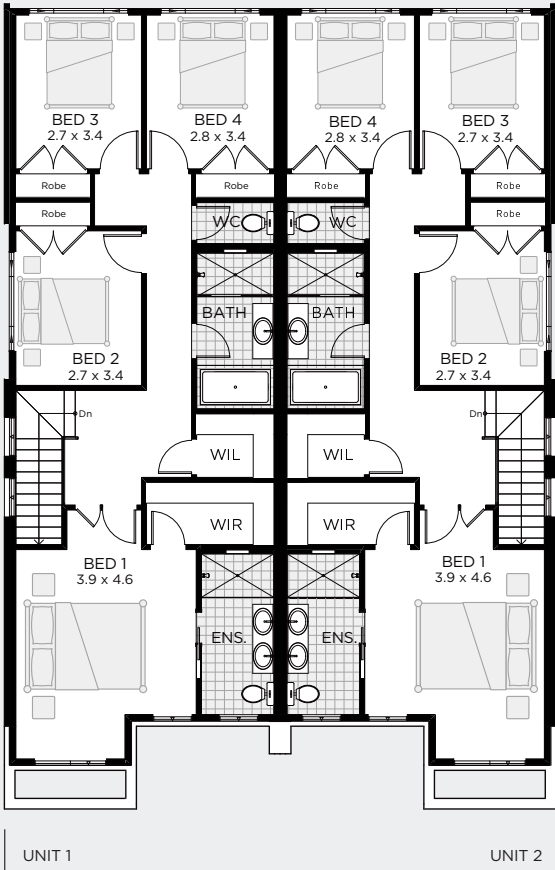 BED 3
2.7 x 3.4
BED 4
2.8 x 3.4
BED 4
2.8 x 3.4
BED 3
2.7 x 3.4
Robe
Robe
Robe
Robe
Robe
Robe
WC
WC
BATH
BATH
BED 2
2.7 x 3.4
BED 2
2.7 x 3.4
Dn
Dn
WIL
WIL
WIR
WIR
BED 1
3.9 x 4.6
BED 1
3.9 x 4.6
ENS.
ENS.
UNIT 1
UNIT 2